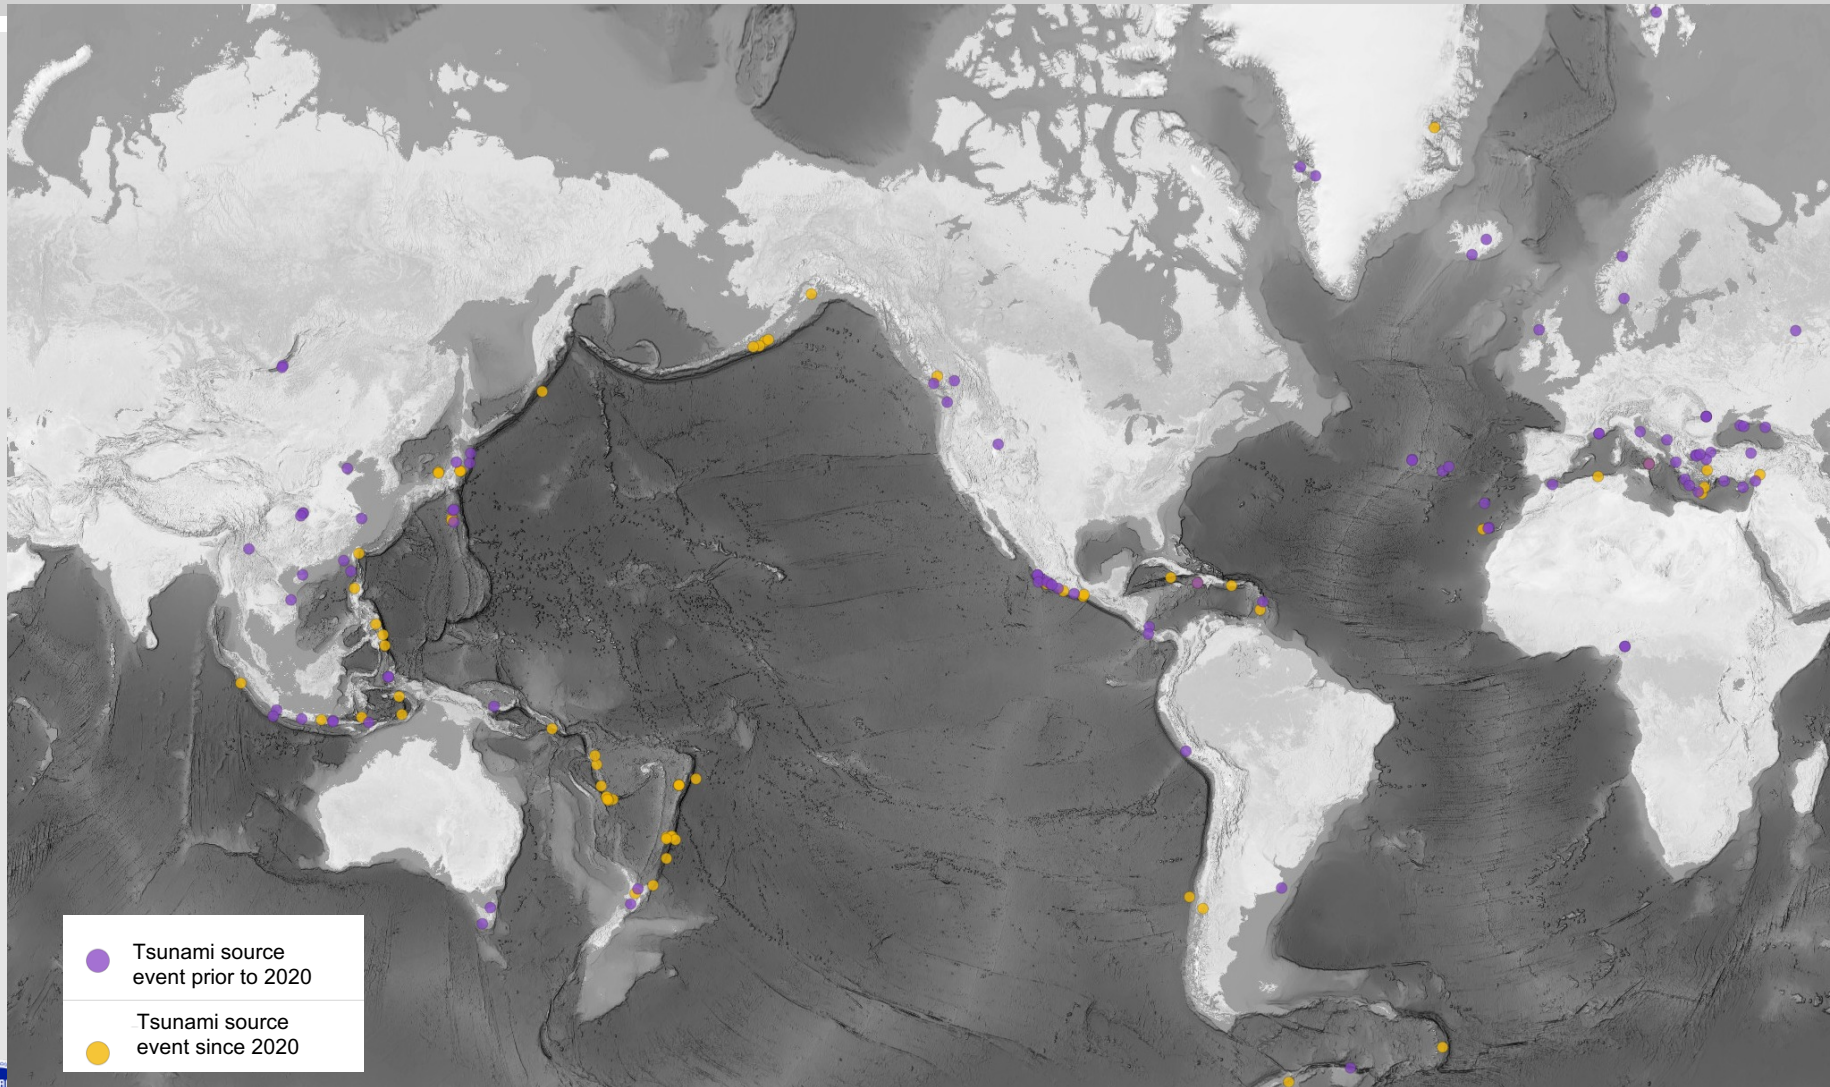 Tsunami source
event prior to 2020
Tsunami source
event since 2020